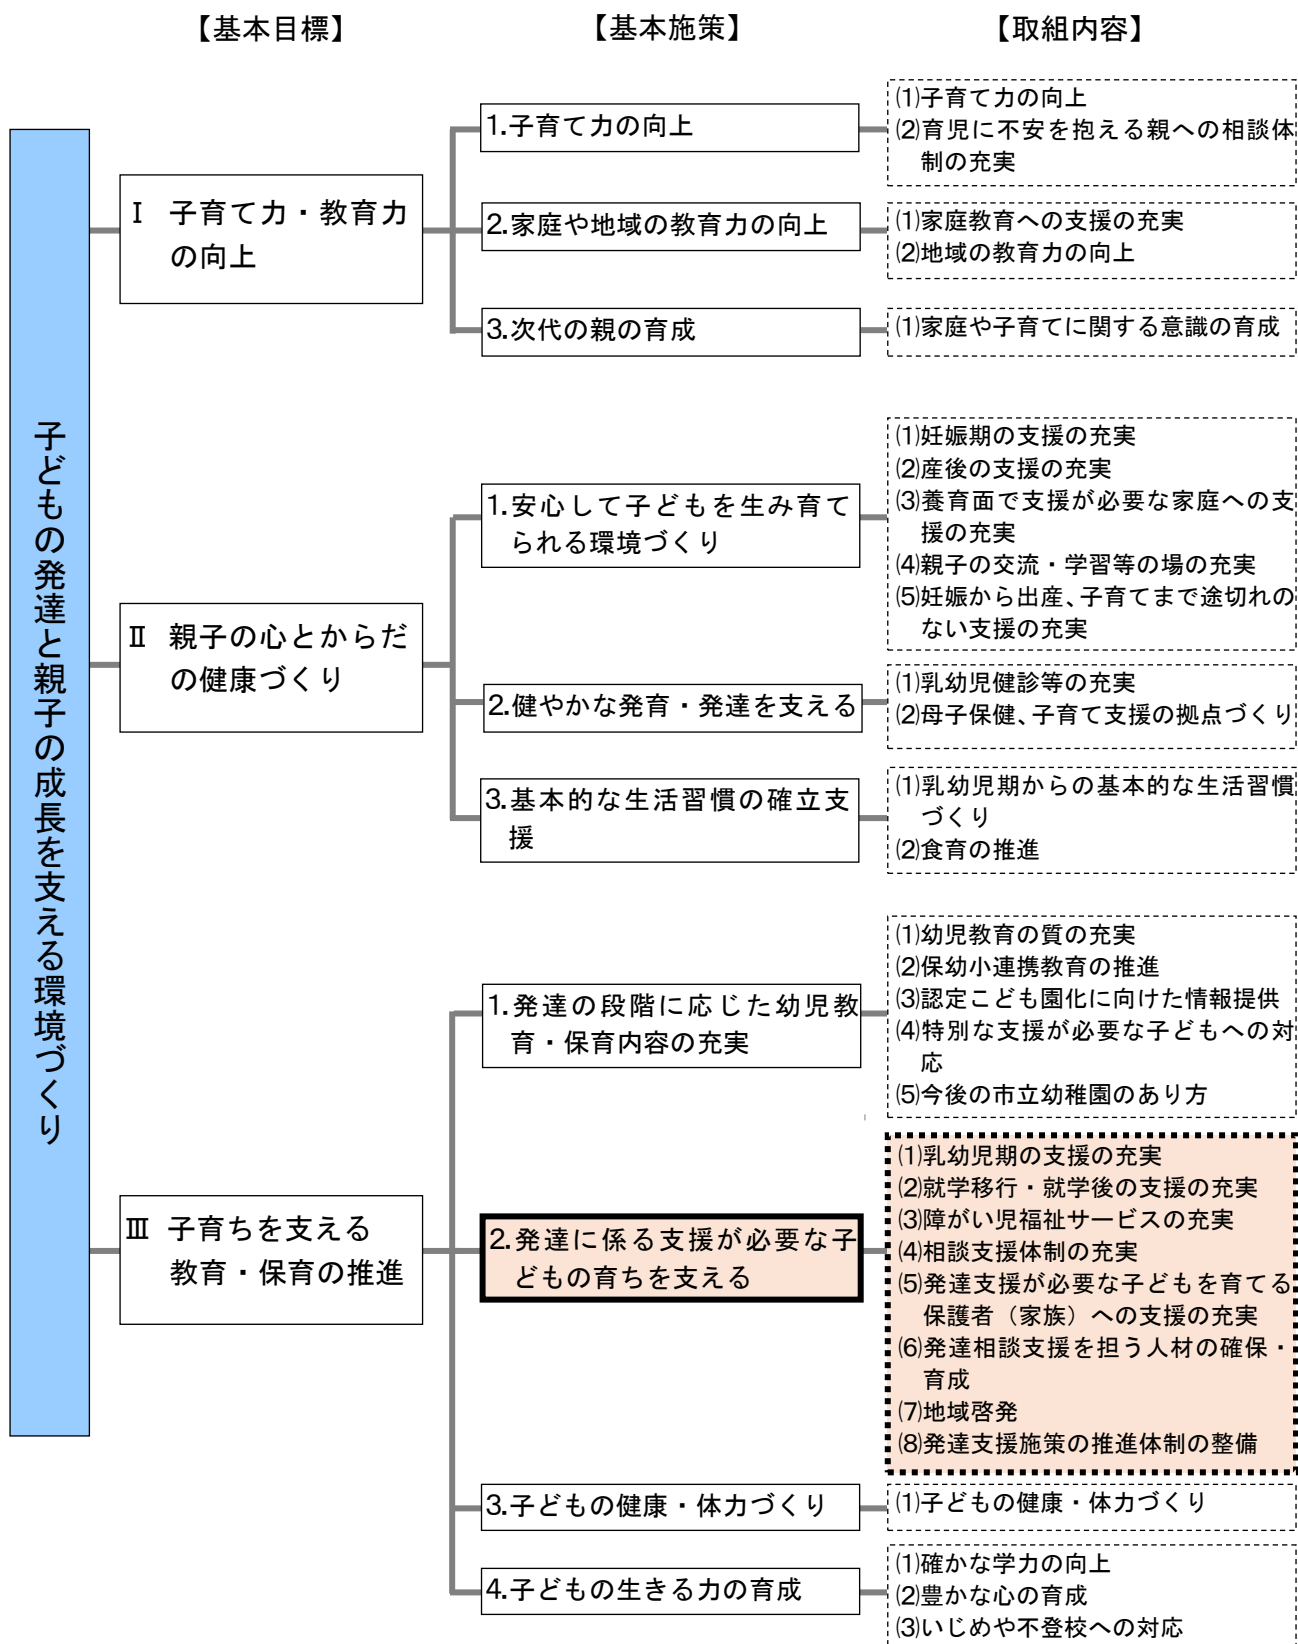 【基本目標】
【基本施策】
【取組内容】
子どもの発達と親子の成長を支える環境づくり
Ⅰ 子育て力・教育力
の向上
1.子育て力の向上
⑴子育て力の向上
⑵育児に不安を抱える親への相談体
制の充実
2.家庭や地域の教育力の向上
⑴家庭教育への支援の充実
⑵地域の教育力の向上
3.次代の親の育成
⑴家庭や子育てに関する意識の育成
Ⅱ 親子の心とからだ
の健康づくり
1.安心して子どもを生み育て
られる環境づくり
⑴妊娠期の支援の充実
⑵産後の支援の充実
⑶養育面で支援が必要な家庭への支
援の充実
⑷親子の交流・学習等の場の充実
⑸妊娠から出産、子育てまで途切れの
ない支援の充実
2.健やかな発育・発達を支える
⑴乳幼児健診等の充実
⑵母子保健、子育て支援の拠点づくり
3.基本的な生活習慣の確立支
援
⑴乳幼児期からの基本的な生活習慣
づくり
⑵食育の推進
Ⅲ 子育ちを支える
教育・保育の推進
1.発達の段階に応じた幼児教
育・保育内容の充実
⑴幼児教育の質の充実
⑵保幼小連携教育の推進
⑶認定こども園化に向けた情報提供
⑷特別な支援が必要な子どもへの対
応
⑸今後の市立幼稚園のあり方
2.発達に係る支援が必要な子
どもの育ちを支える
⑴乳幼児期の支援の充実
⑵就学移行・就学後の支援の充実
⑶障がい児福祉サービスの充実
⑷相談支援体制の充実
⑸発達支援が必要な子どもを育てる
保護者（家族）への支援の充実
⑹発達相談支援を担う人材の確保・
育成
⑺地域啓発
⑻発達支援施策の推進体制の整備
3.子どもの健康・体力づくり
⑴子どもの健康・体力づくり
4.子どもの生きる力の育成
⑴確かな学力の向上
⑵豊かな心の育成
⑶いじめや不登校への対応